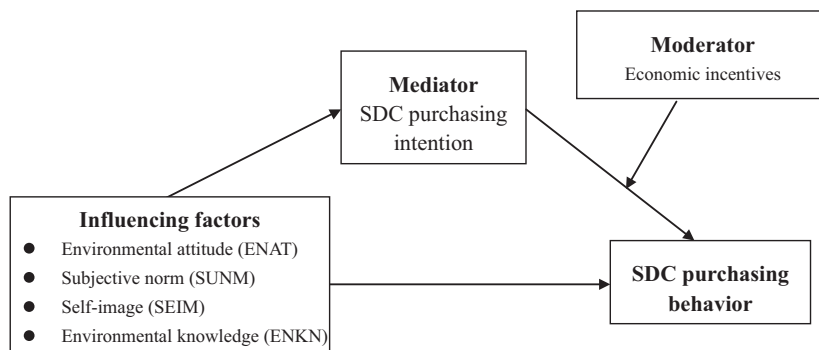 Moderator
Economic incentives
Mediator
SDC purchasing
intention
Influencing factors
● Environmental attitude (ENAT)
● Subjective norm (SUNM)
● Self-image (SEIM)
● Environmental knowledge (ENKN)
SDC purchasing
behavior